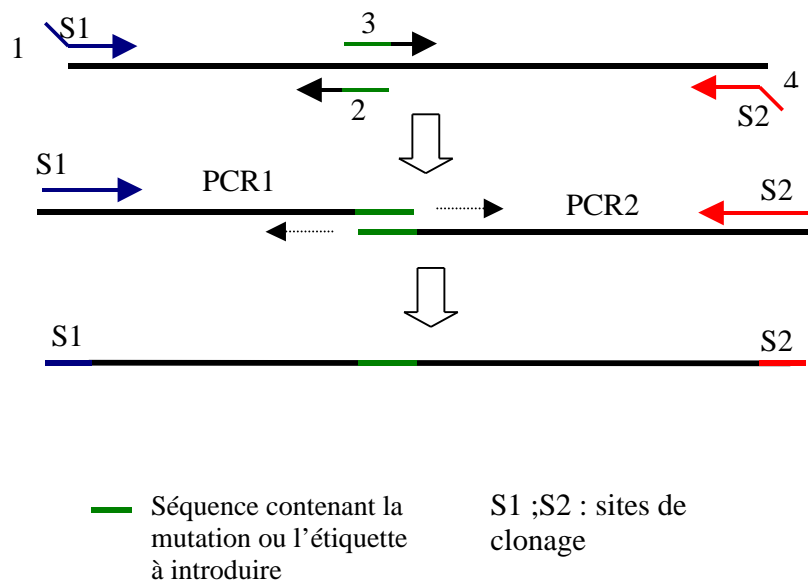 S1
3
1
4
2
S2
S1
PCR1
PCR2
S2
S1
S2
Séquence contenant la
mutation ou l’étiquette
à introduire
S1 ;S2 : sites de
clonage